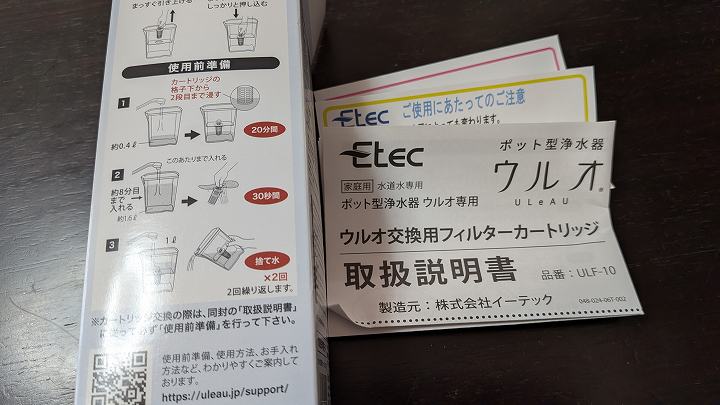 まっすぐ引き上げる
しっかりと押し込む
使用前準備
カートリッジの
格子下から
2段目まで浸す
1
約0.4ℓ
20分間
このあたりまで入れる
2
約8分目
まで
入れる
約1.6ℓ
30秒間
3
1ℓ
捨て水
×2回
2回繰り返します。
※カートリッジ交換の際は、同封の「取扱説明書」
に従って必ず「使用前準備」を行って下さい。
使用前準備、使用方法、お手入れ
方法など、わかりやすくご案内して
おります。
https://uleau.jp/support/
Etec
ご使用にあたってのご注意
っても変わります。
Etec
ポット型浄水器
家庭用 水道水専用
ウルオ®
ULeAU
ポット型浄水器 ウルオ専用
ウルオ交換用フィルターカートリッジ
取扱説明書
品番：ULF-10
製造元：株式会社イーテック
048-024-067-002